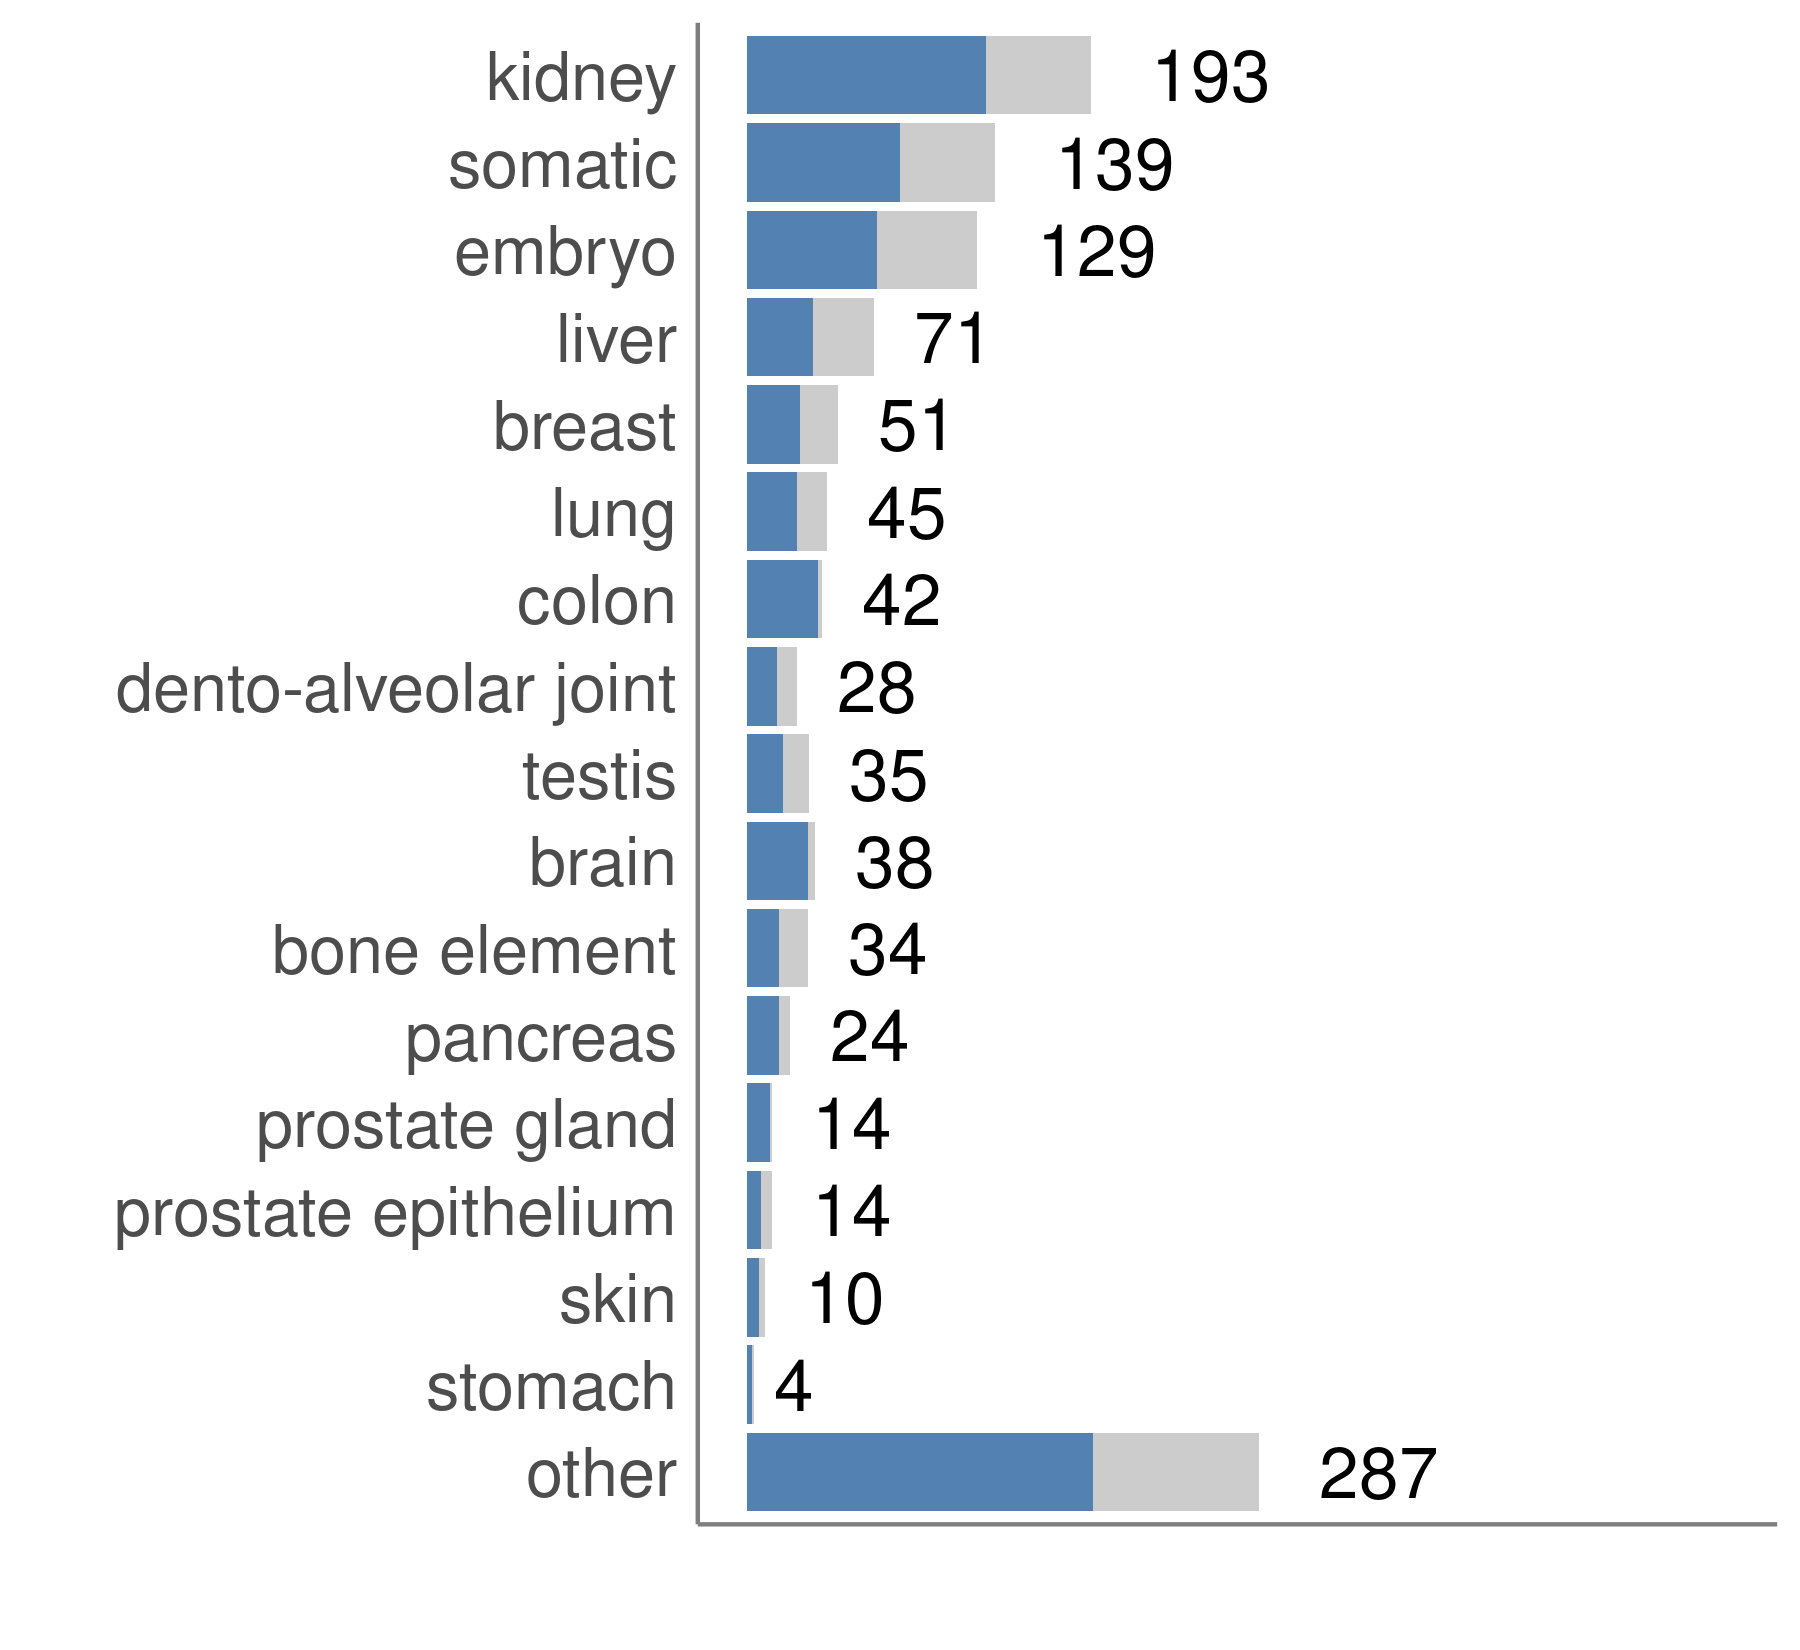 kidney 193
somatic 139
embryo 129
liver 71
breast 51
lung 45
colon 42
dento-alveolar joint 28
testis 35
brain 38
bone element 34
pancreas 24
prostate gland 14
prostate epithelium 14
skin 10
stomach 4
other 287